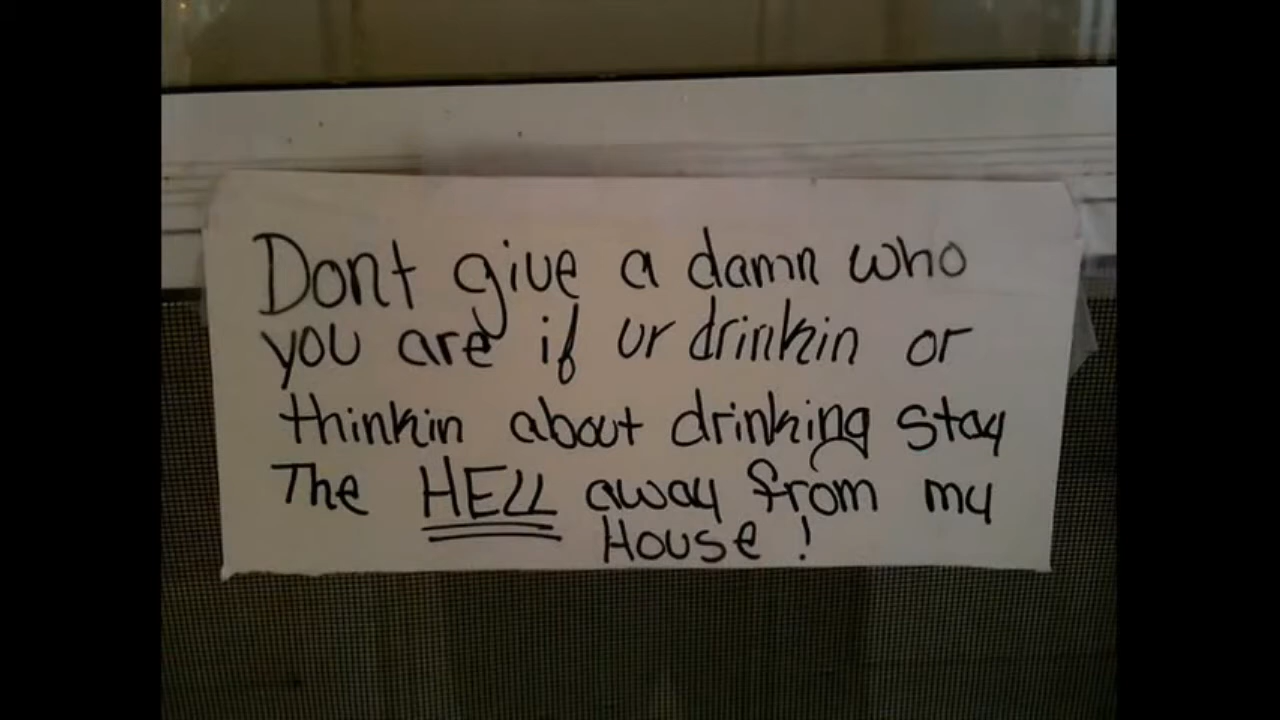 Dont give a damn who
you are if ur drinkin or
thinkin about drinking stay
The HELL away from my
House!